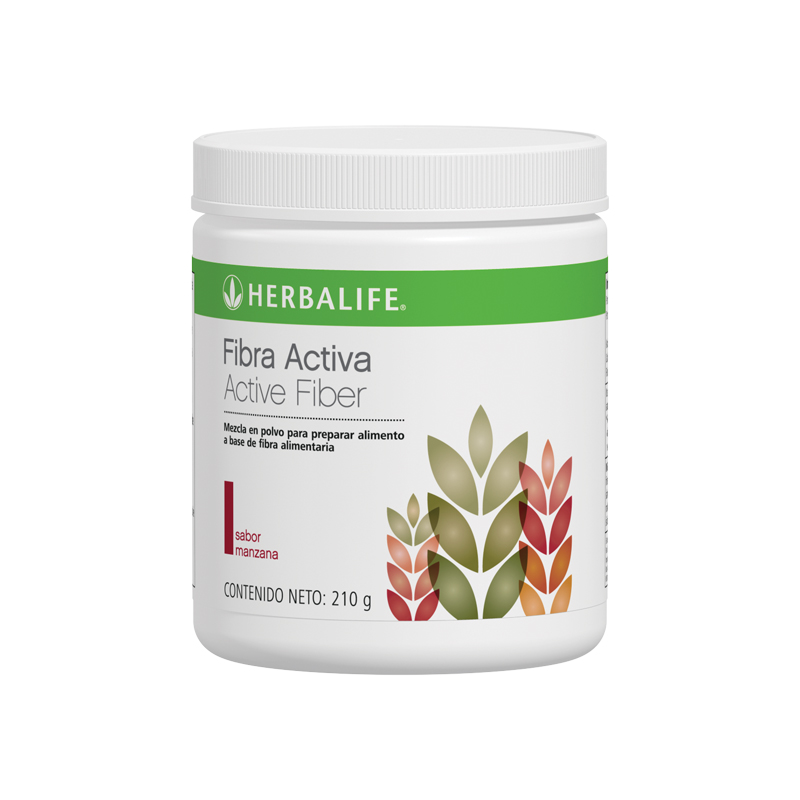 HERBALIFE®
Fibra Activa
Active Fiber
Mezcla en polvo para preparar alimento
a base de fibra alimentaria
sabor
manzana
CONTENIDO NETO: 210 g